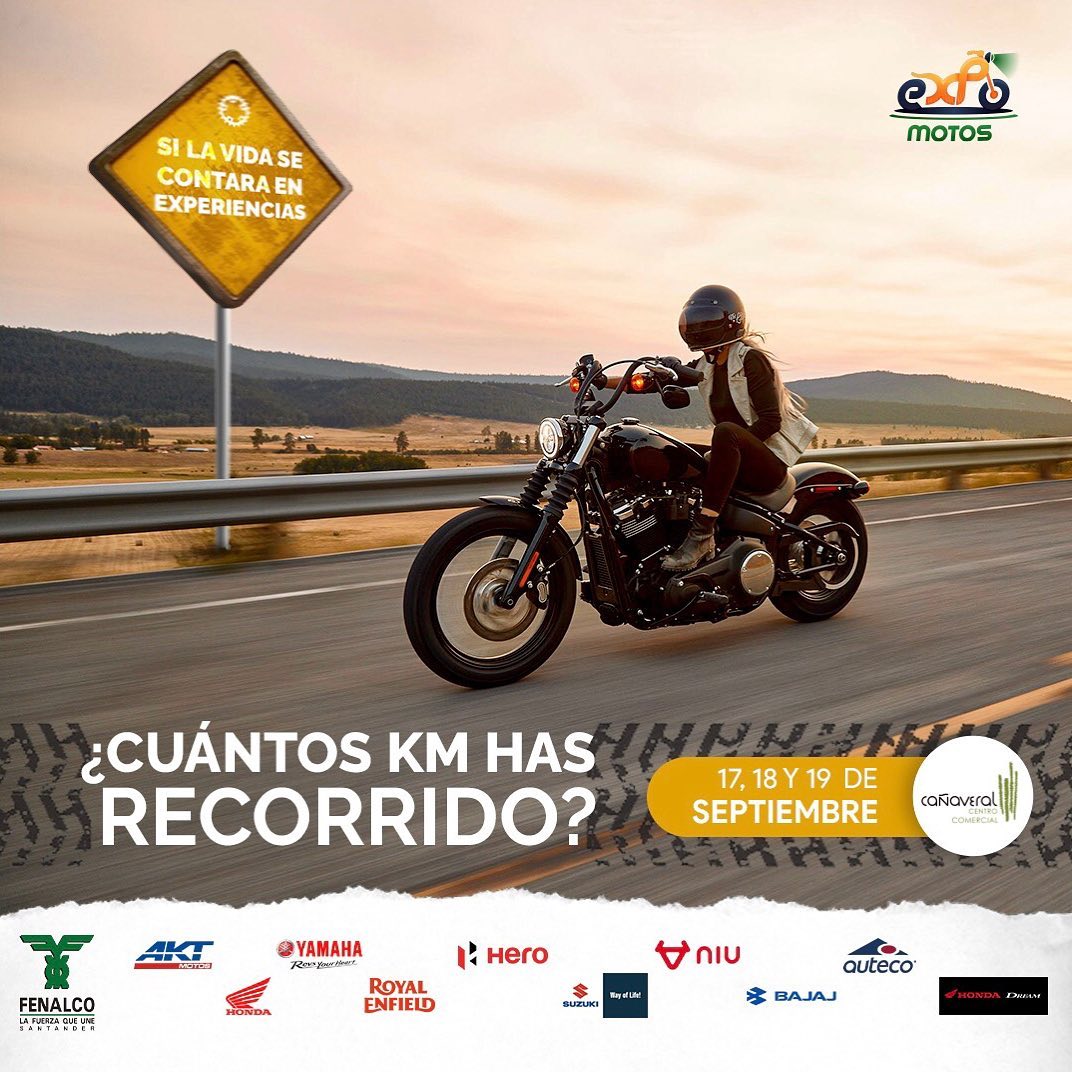 SI LA VIDA SE
CONTARA EN
EXPERIENCIAS
eXPO
MOTOS
¿CUÁNTOS KM HAS
RECORRIDO?
17, 18 Y 19 DE
SEPTIEMBRE
cañaveral
CENTRO
COMERCIAL
FENALCO
LA FUERZA QUE UNE
SANTANDER
AKT
MOTOS
YAMAHA
Revs Your Heart
HONDA
ROYAL
ENFIELD
Hero
SUZUKI
Way of Life!
NIU
BAJAJ
auteco
HONDA DREAM